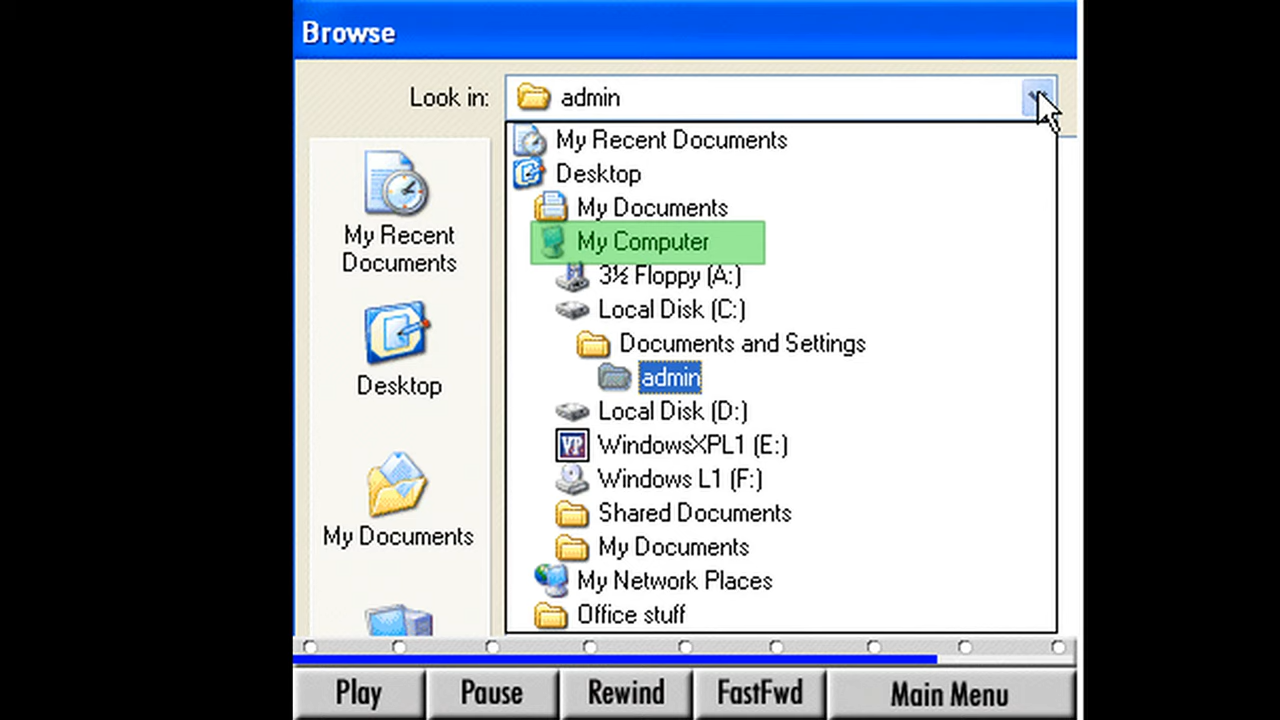 Browse
Look in: admin
My Recent Documents
Desktop
My Documents
My Computer
3½ Floppy (A:)
Local Disk (C:)
Documents and Settings
admin
Local Disk (D:)
VP WindowsXPL1 (E:)
Windows L1 (F:)
Shared Documents
My Documents
My Network Places
Office stuff
My Recent
Documents
Desktop
My Documents
Play Pause Rewind FastFwd Main Menu